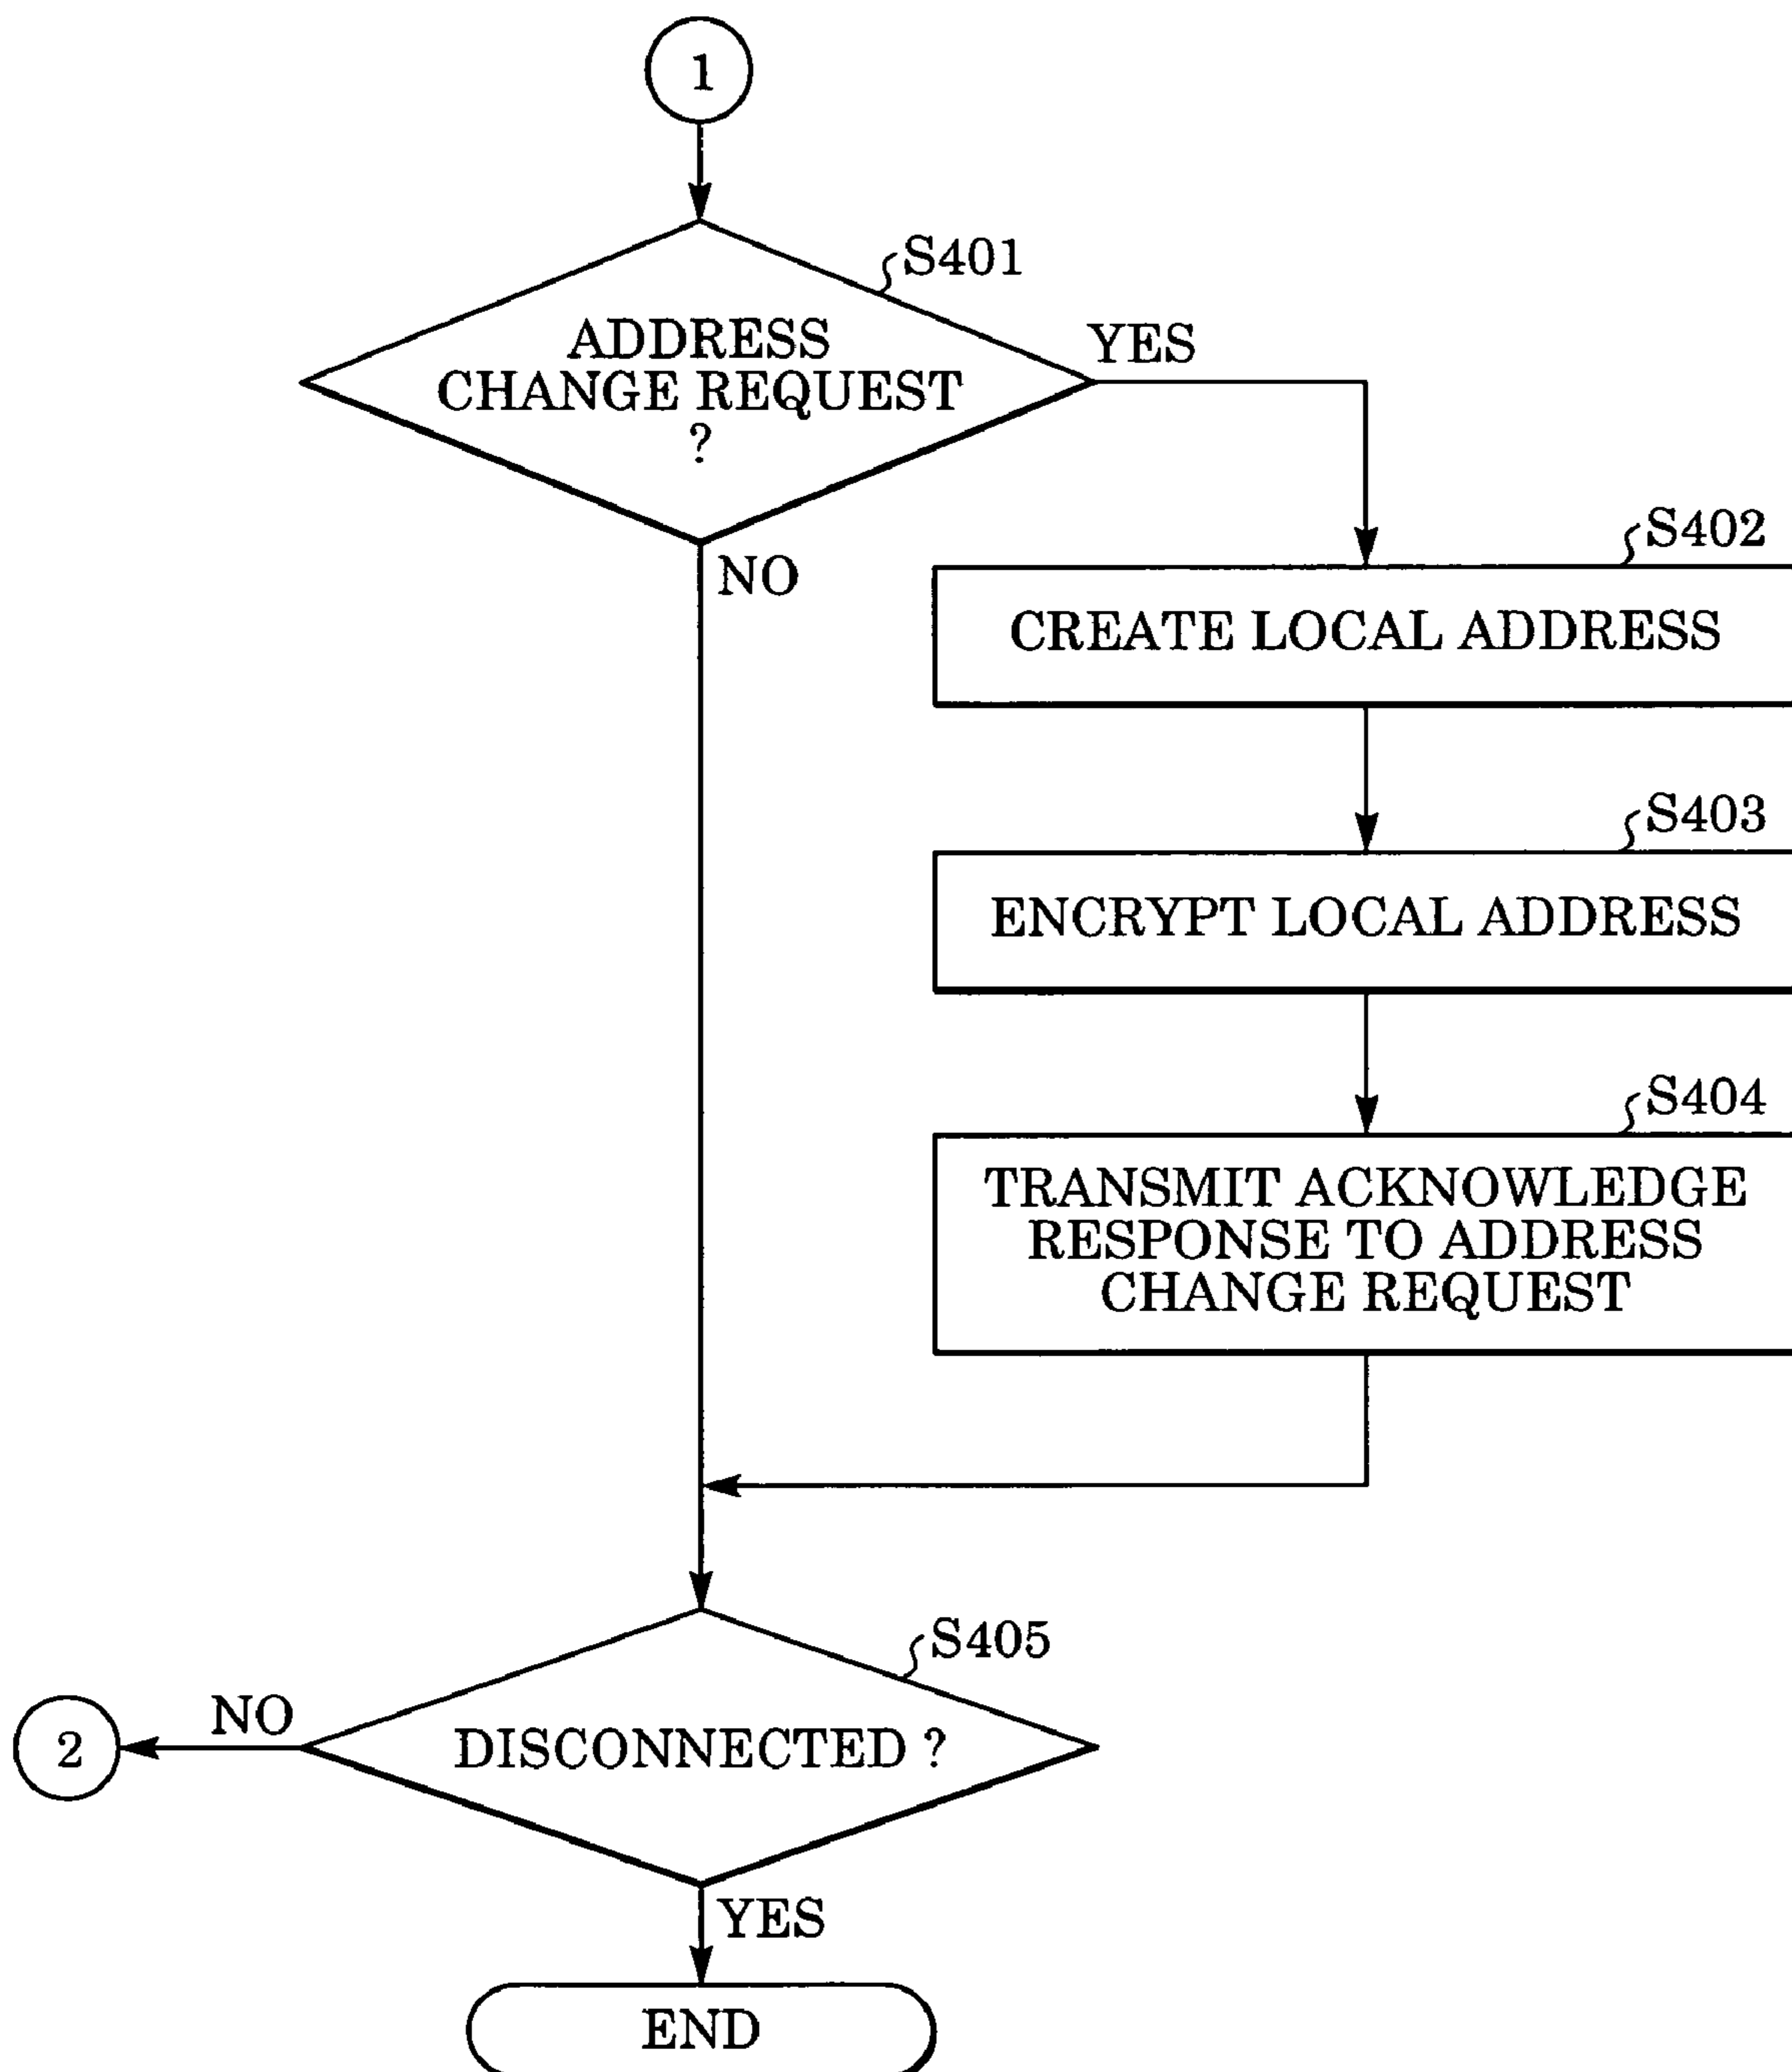 1
S401
ADDRESS
CHANGE REQUEST
?
YES
NO
S402
CREATE LOCAL ADDRESS
S403
ENCRYPT LOCAL ADDRESS
S404
TRANSMIT ACKNOWLEDGE
RESPONSE TO ADDRESS
CHANGE REQUEST
S405
DISCONNECTED ?
NO
2
YES
END